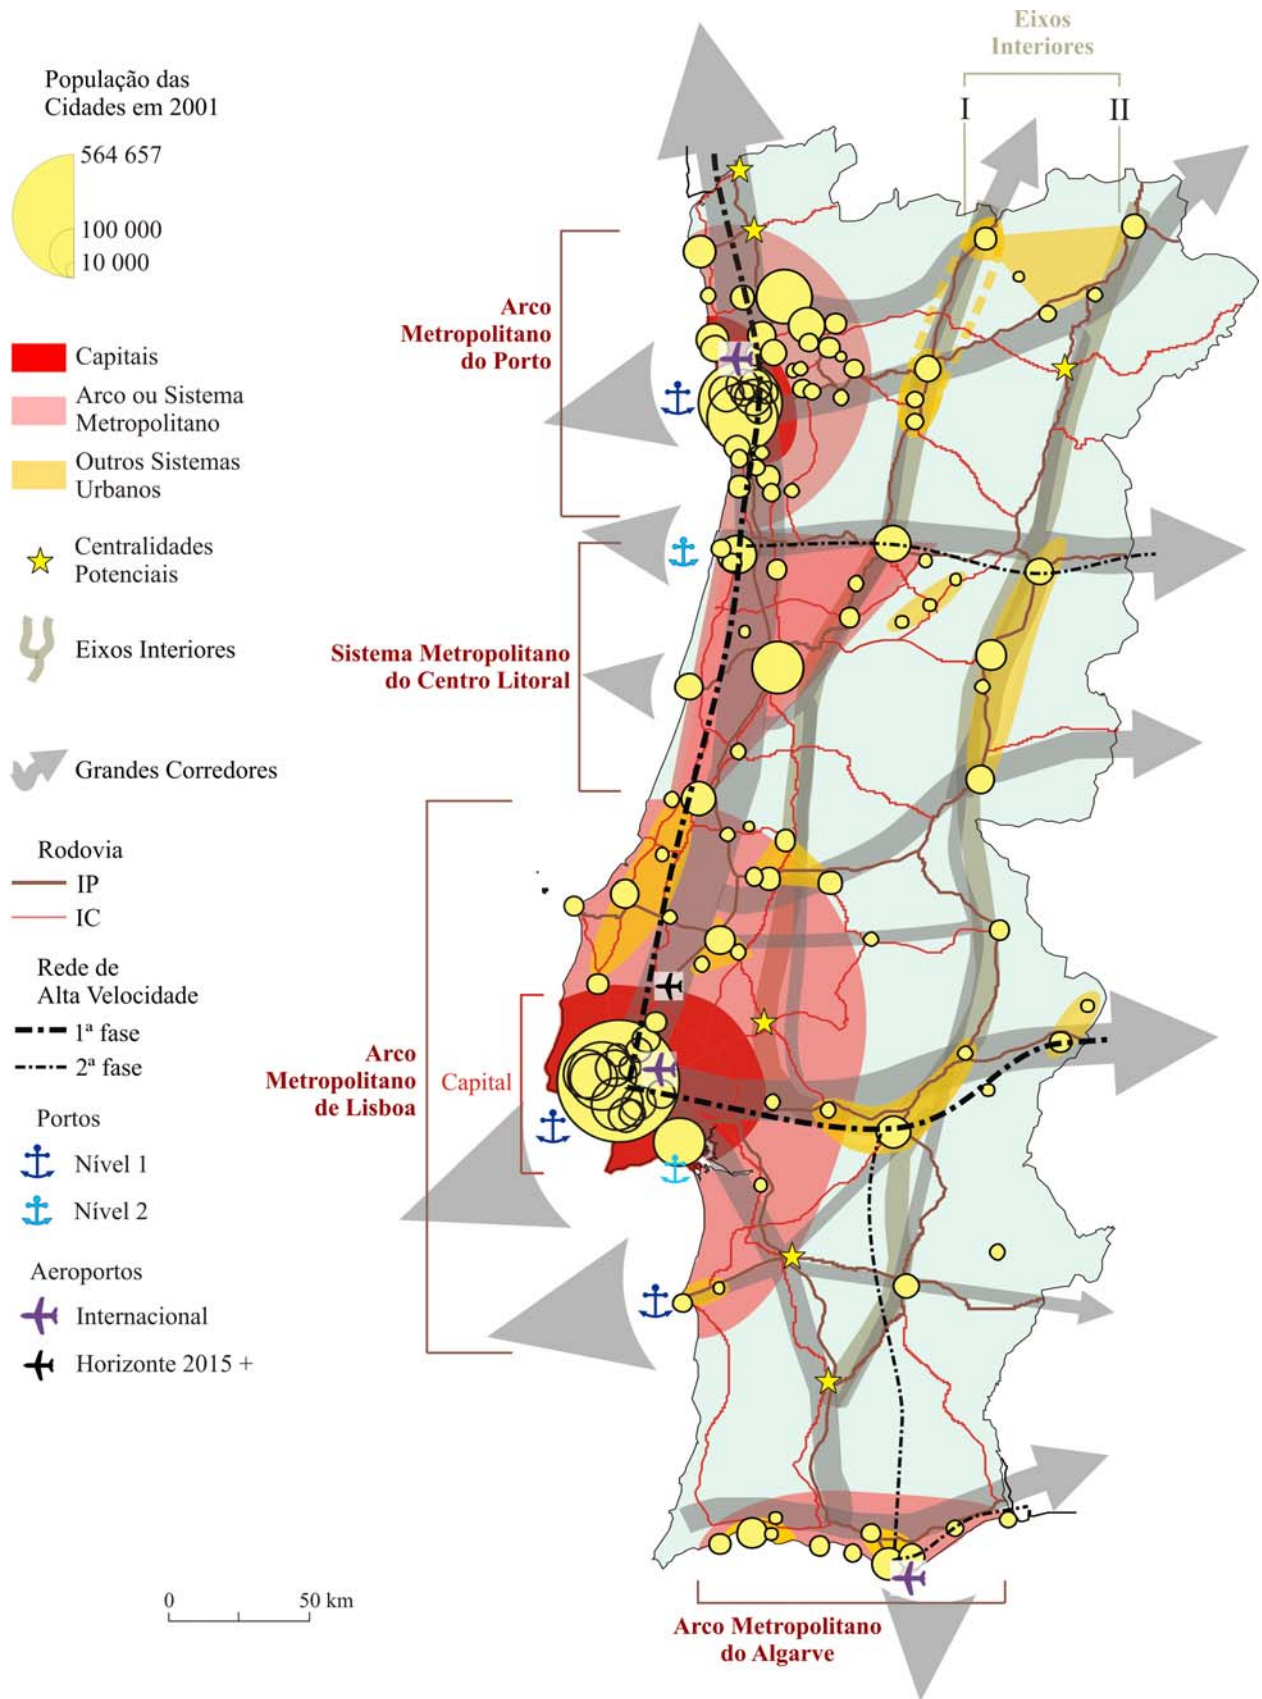 Eixos
Interiores
I
II
População das
Cidades em 2001
564 657
100 000
10 000
Capitais
Arco ou Sistema
Metropolitano
Outros Sistemas
Urbanos
Centralidades
Potenciais
Eixos Interiores
Grandes Corredores
Rodovia
IP
IC
Rede de
Alta Velocidade
1ª fase
2ª fase
Portos
Nível 1
Nível 2
Aeroportos
Internacional
Horizonte 2015 +
0
50 km
Arco
Metropolitano
do Porto
Sistema Metropolitano
do Centro Litoral
Arco
Metropolitano
de Lisboa
Capital
Arco Metropolitano
do Algarve